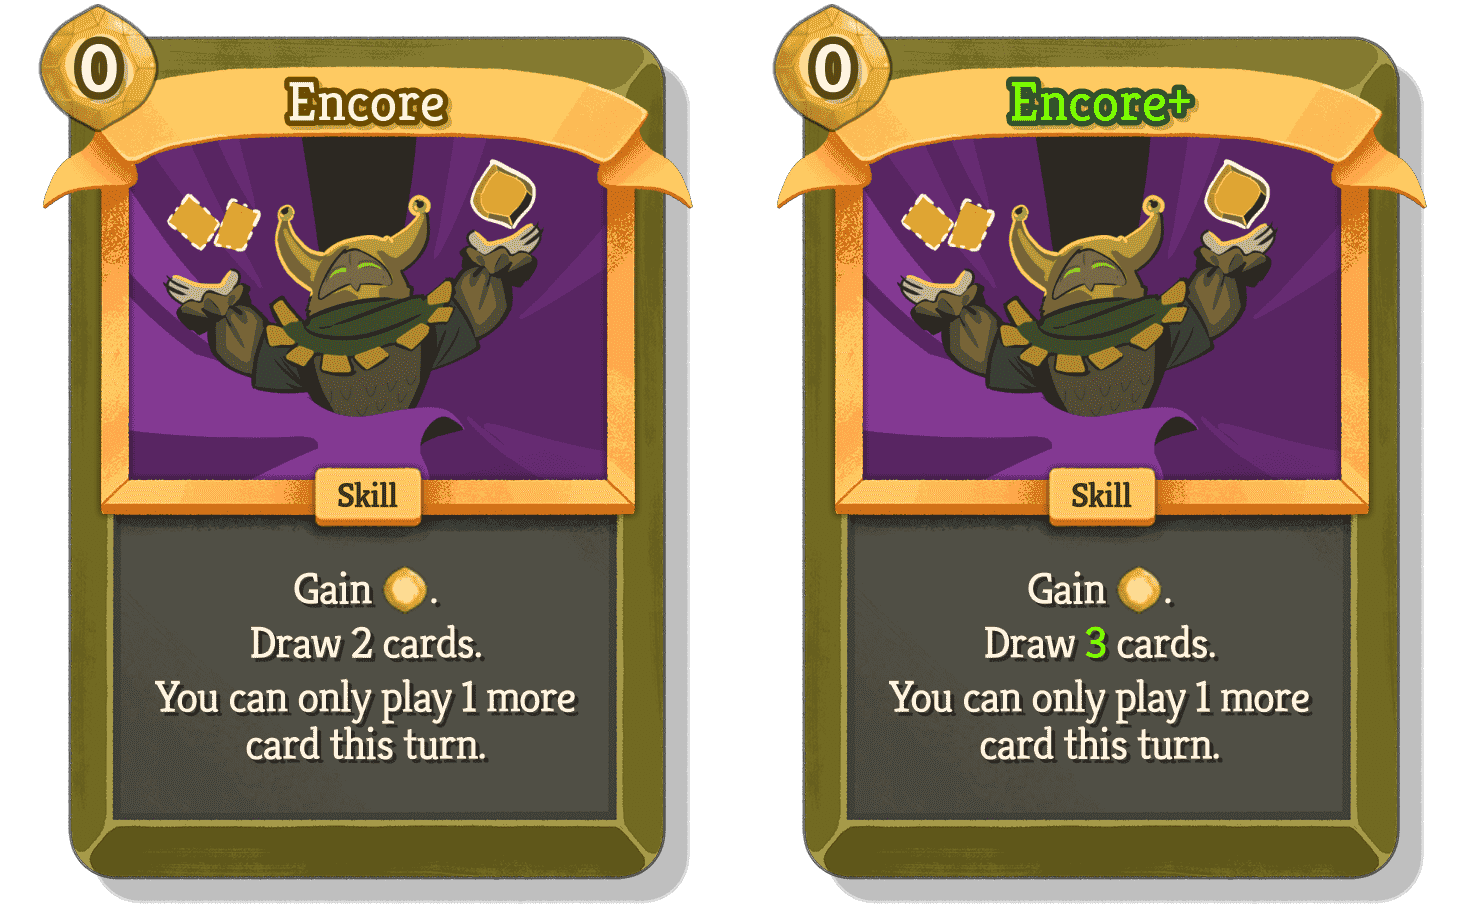 0
Encore
Skill
Gain .
Draw 2 cards.
You can only play 1 more
card this turn.
0
Encore+
Skill
Gain .
Draw 3 cards.
You can only play 1 more
card this turn.